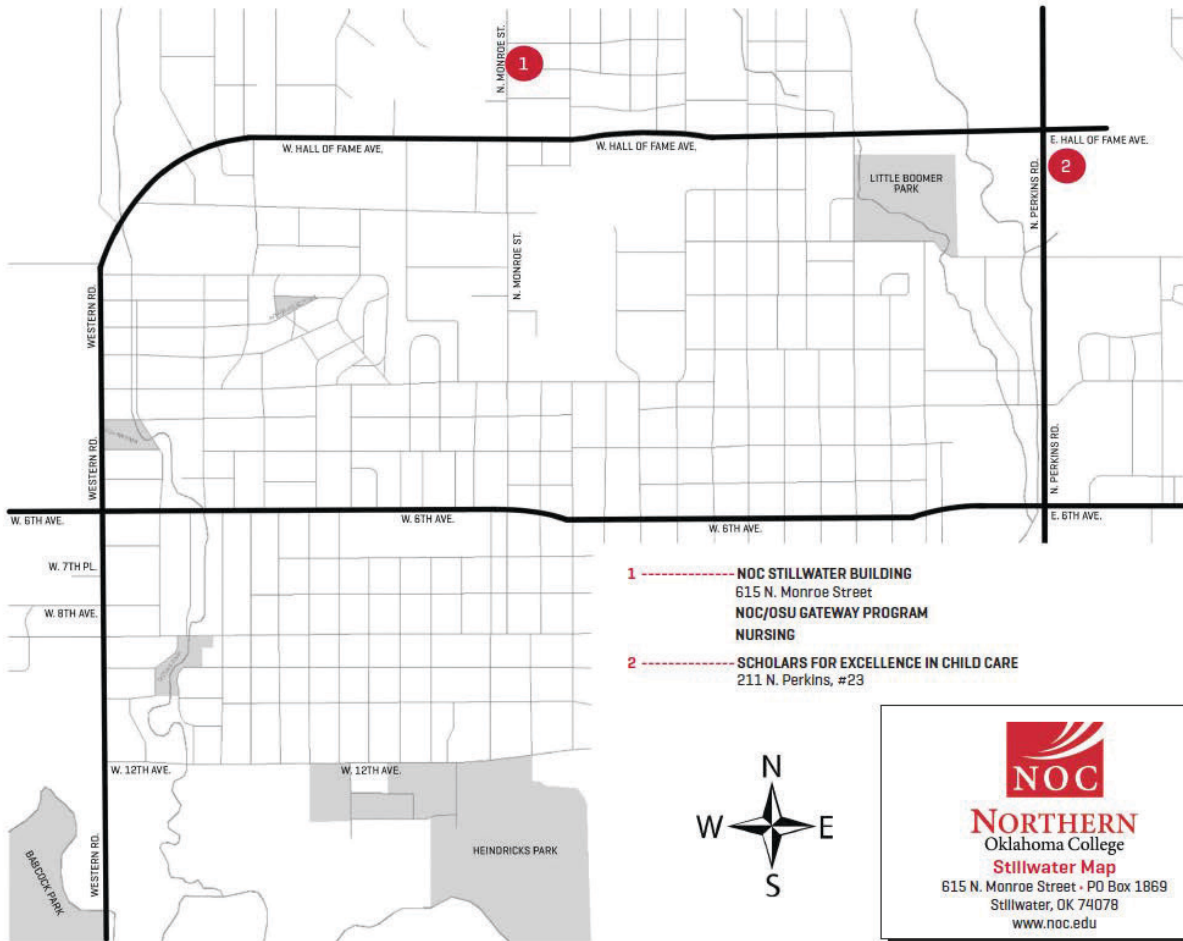 N. MONROE ST.
1
W. HALL OF FAME AVE.
W. HALL OF FAME AVE.
E. HALL OF FAME AVE.
2
N. PERKINS RD.
LITTLE BOOMER
PARK
N. MONROE ST.
WESTERN RD.
WESTERN RD.
N. PERKINS RD.
W. 6TH AVE.
W. 6TH AVE.
W. 6TH AVE.
E. 6TH AVE.
W. 7TH PL.
W. 8TH AVE.
1 -------------- NOC STILLWATER BUILDING
615 N. Monroe Street
NOC/OSU GATEWAY PROGRAM
NURSING
2 -------------- SCHOLARS FOR EXCELLENCE IN CHILD CARE
211 N. Perkins, #23
W. 12TH AVE.
W. 12TH AVE.
WESTERN RD.
BABCOCK PARK
HEINDRICKS PARK
N
W E
S
NOC
NORTHERN
Oklahoma College
Stillwater Map
615 N. Monroe Street • PO Box 1869
Stillwater, OK 74078
www.noc.edu